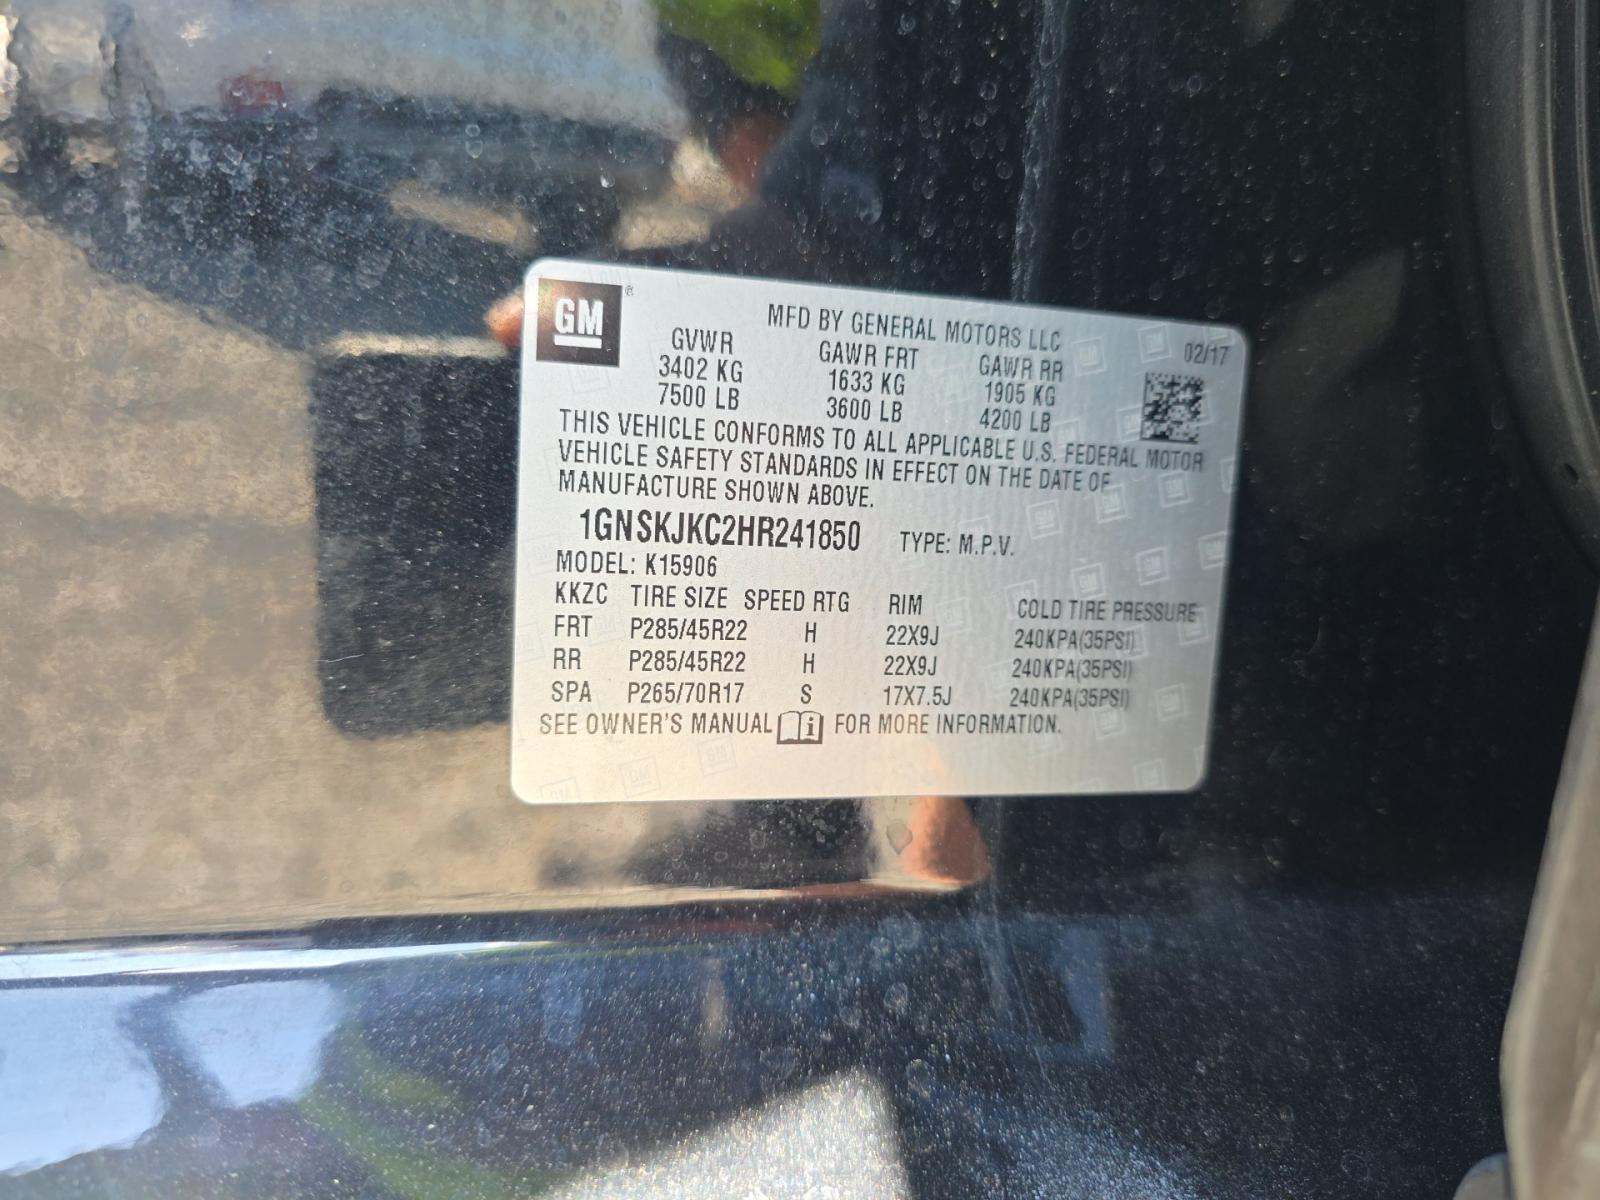 GM®
MFD BY GENERAL MOTORS LLC 02/17
GVWR GAWR FRT GAWR RR
3402 KG 1633 KG 1905 KG
7500 LB 3600 LB 4200 LB
THIS VEHICLE CONFORMS TO ALL APPLICABLE U.S. FEDERAL MOTOR
VEHICLE SAFETY STANDARDS IN EFFECT ON THE DATE OF
MANUFACTURE SHOWN ABOVE.
1GNSKJKC2HR241850 TYPE: M.P.V.
MODEL: K15906
KKZC TIRE SIZE SPEED RTG RIM COLD TIRE PRESSURE
FRT P285/45R22 H 22X9J 240KPA(35PSI)
RR P285/45R22 H 22X9J 240KPA(35PSI)
SPA P265/70R17 S 17X7.5J 240KPA(35PSI)
SEE OWNER'S MANUAL i FOR MORE INFORMATION.